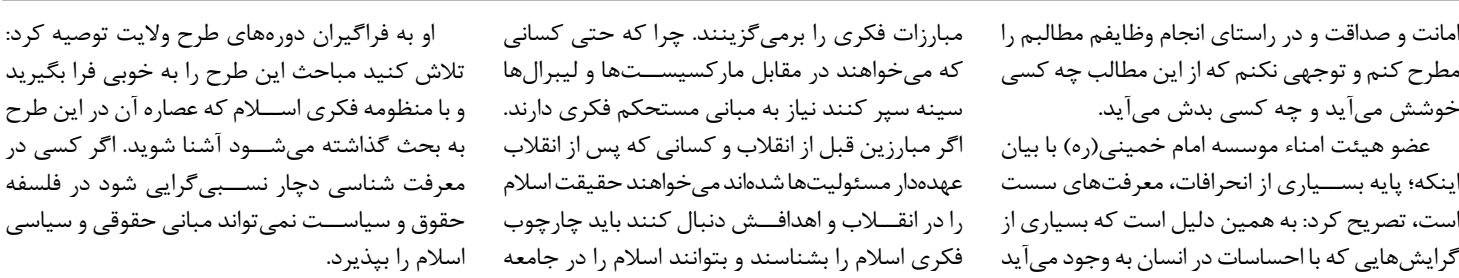 امانت و صداقت و در راستای انجام وظایفم مطالبم را
مطرح کنم و توجهی نکنم که از این مطالب چه کسی
خوشش می‌آید و چه کسی بدش می‌آید.
عضو هیئت امناء موسسه امام خمینی(ره) با بیان
اینکه؛ پایه بسیاری از انحرافات، معرفت‌های سست
است، تصریح کرد: به همین دلیل است که بسیاری از
گرایش‌هایی که با احساسات در انسان به وجود می‌آید
مبارزات فکری را برمی‌گزینند. چرا که حتی کسانی
که می‌خواهند در مقابل مارکسیست‌ها و لیبرال‌ها
سینه سپر کنند نیاز به مبانی مستحکم فکری دارند.
اگر مبارزین قبل از انقلاب و کسانی که پس از انقلاب
عهده‌دار مسئولیت‌ها شده‌اند می‌خواهند حقیقت اسلام
را در انقلاب و اهدافش دنبال کنند باید چارچوب
فکری اسلام را بشناسند و بتوانند اسلام را در جامعه
او به فراگیران دوره‌های طرح ولایت توصیه کرد:
تلاش کنید مباحث این طرح را به خوبی فرا بگیرید
و با منظومه فکری اسلام که عصاره آن در این طرح
به بحث گذاشته می‌شود آشنا شوید. اگر کسی در
معرفت شناسی دچار نسبی‌گرایی شود در فلسفه
حقوق و سیاست نمی‌تواند مبانی حقوقی و سیاسی
اسلام را بپذیرد.